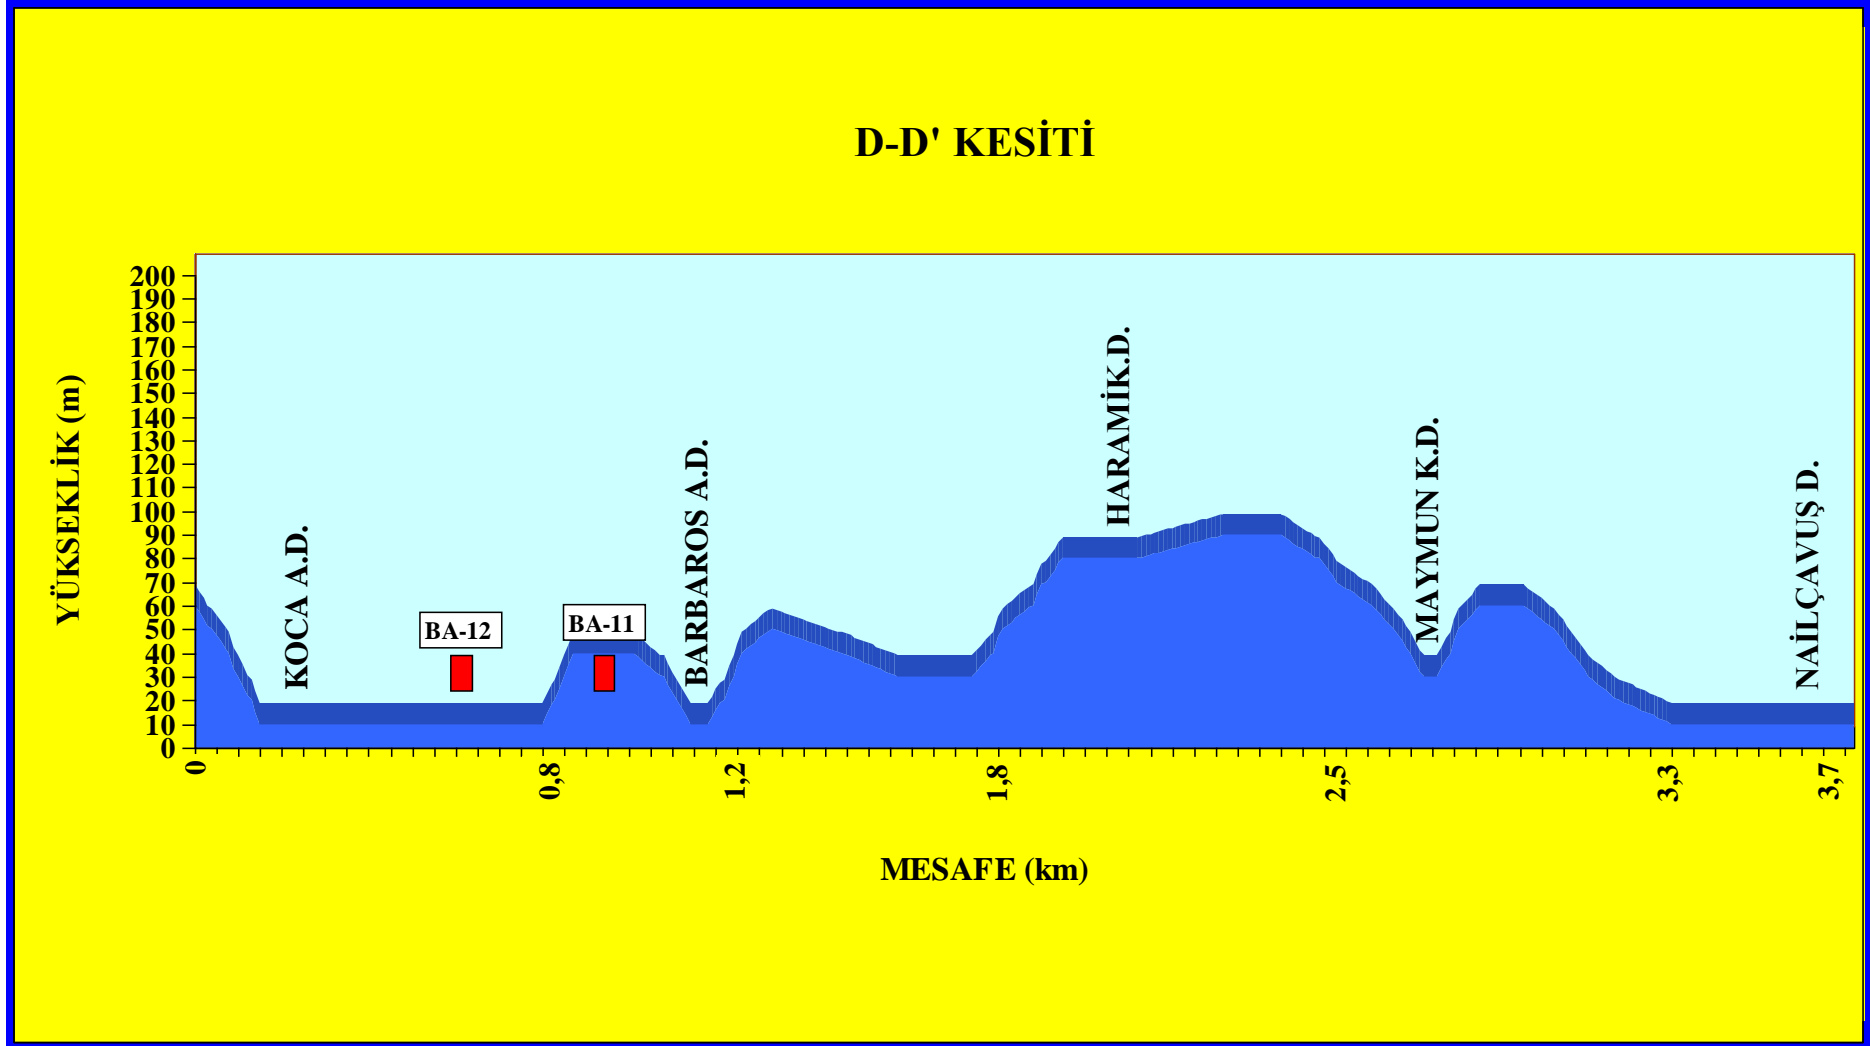 D-D' KESİTİ
YÜKSEKLİK (m)
200
190
180
170
160
150
140
130
120
110
100
90
80
70
60
50
40
30
20
10
0
KOCA A.D.
BA-12
BA-11
BARBAROS A.D.
HARAMİK.D.
MAYMUN K.D.
NAİLÇAVUŞ D.
0
0,8
1,2
1,8
2,5
3,3
3,7
MESAFE (km)